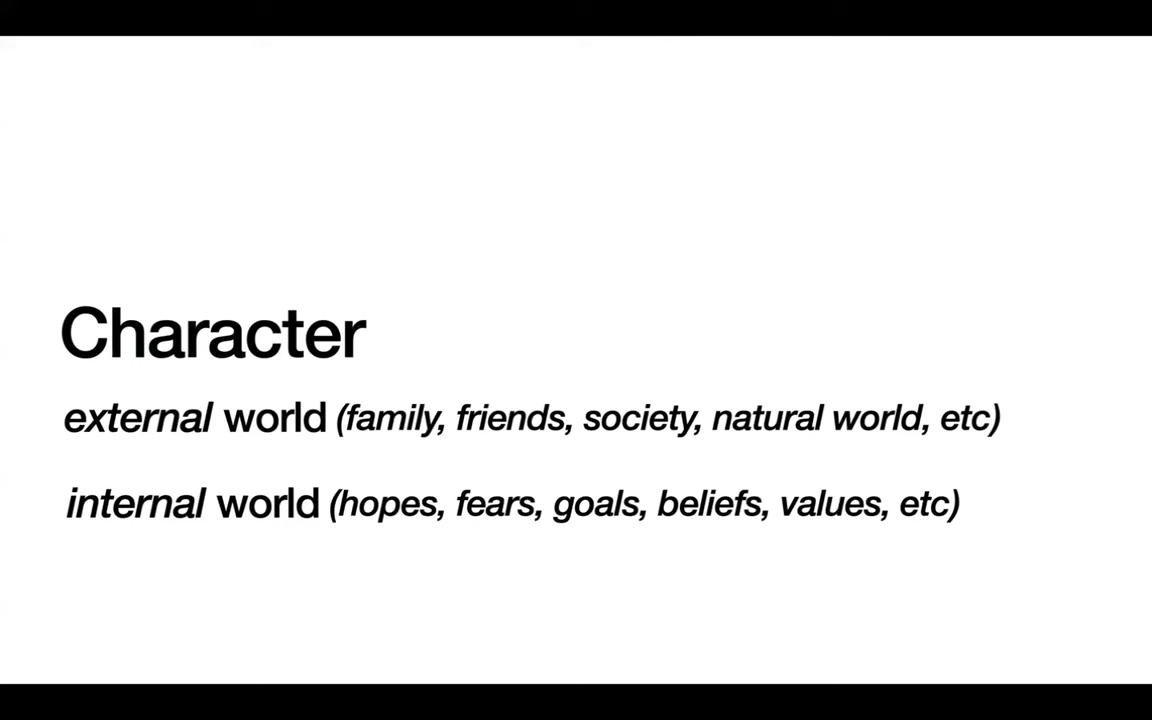 Character
external world (family, friends, society, natural world, etc)
internal world (hopes, fears, goals, beliefs, values, etc)